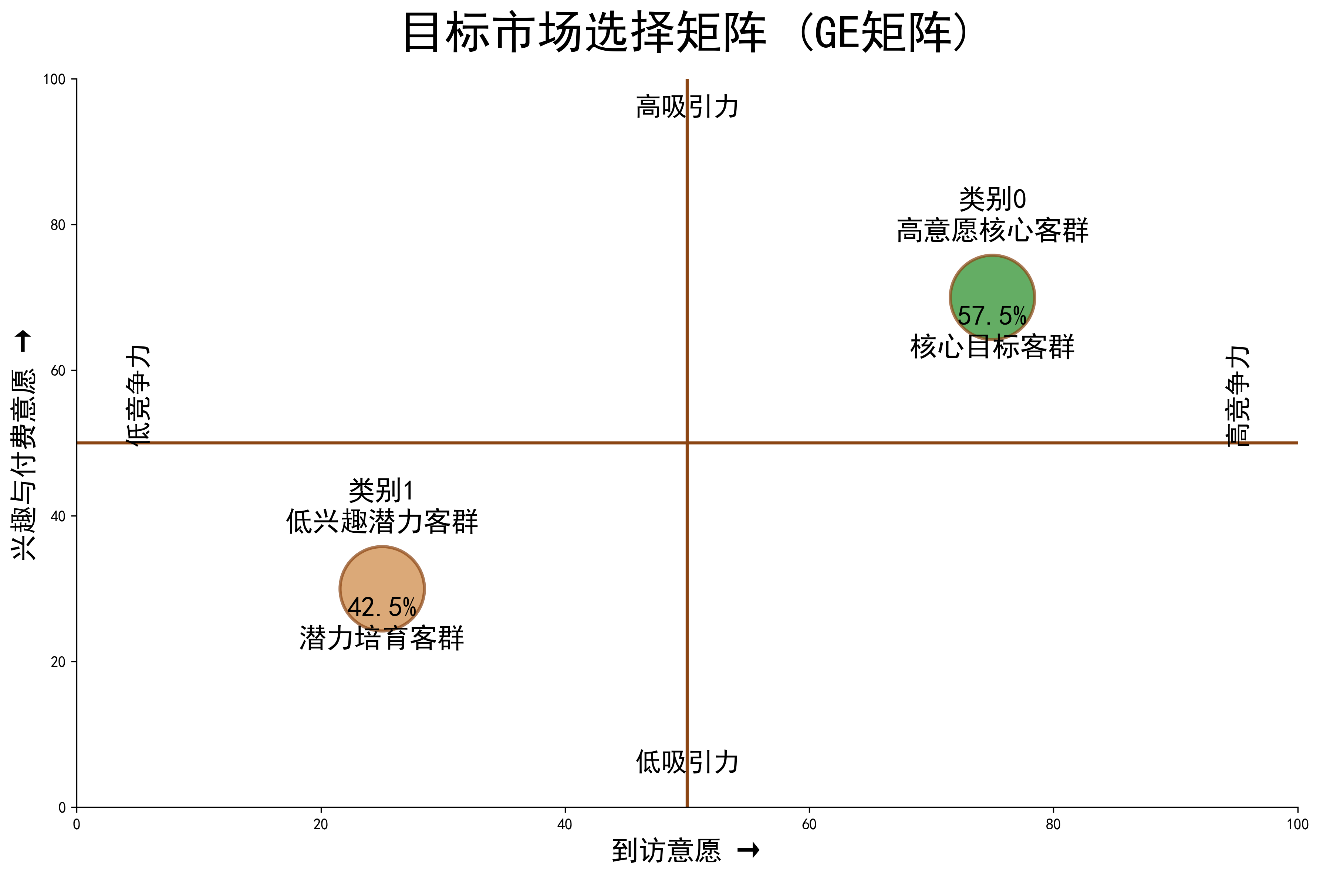 目标市场选择矩阵 (GE矩阵)
100
高吸引力
类别0
高意愿核心客群
80
57.5%
核心目标客群
兴趣与付费意愿 →
低竞争力
高竞争力
60
类别1
低兴趣潜力客群
40
42.5%
潜力培育客群
20
低吸引力
0
0 20 40 60 80 100
到访意愿 →